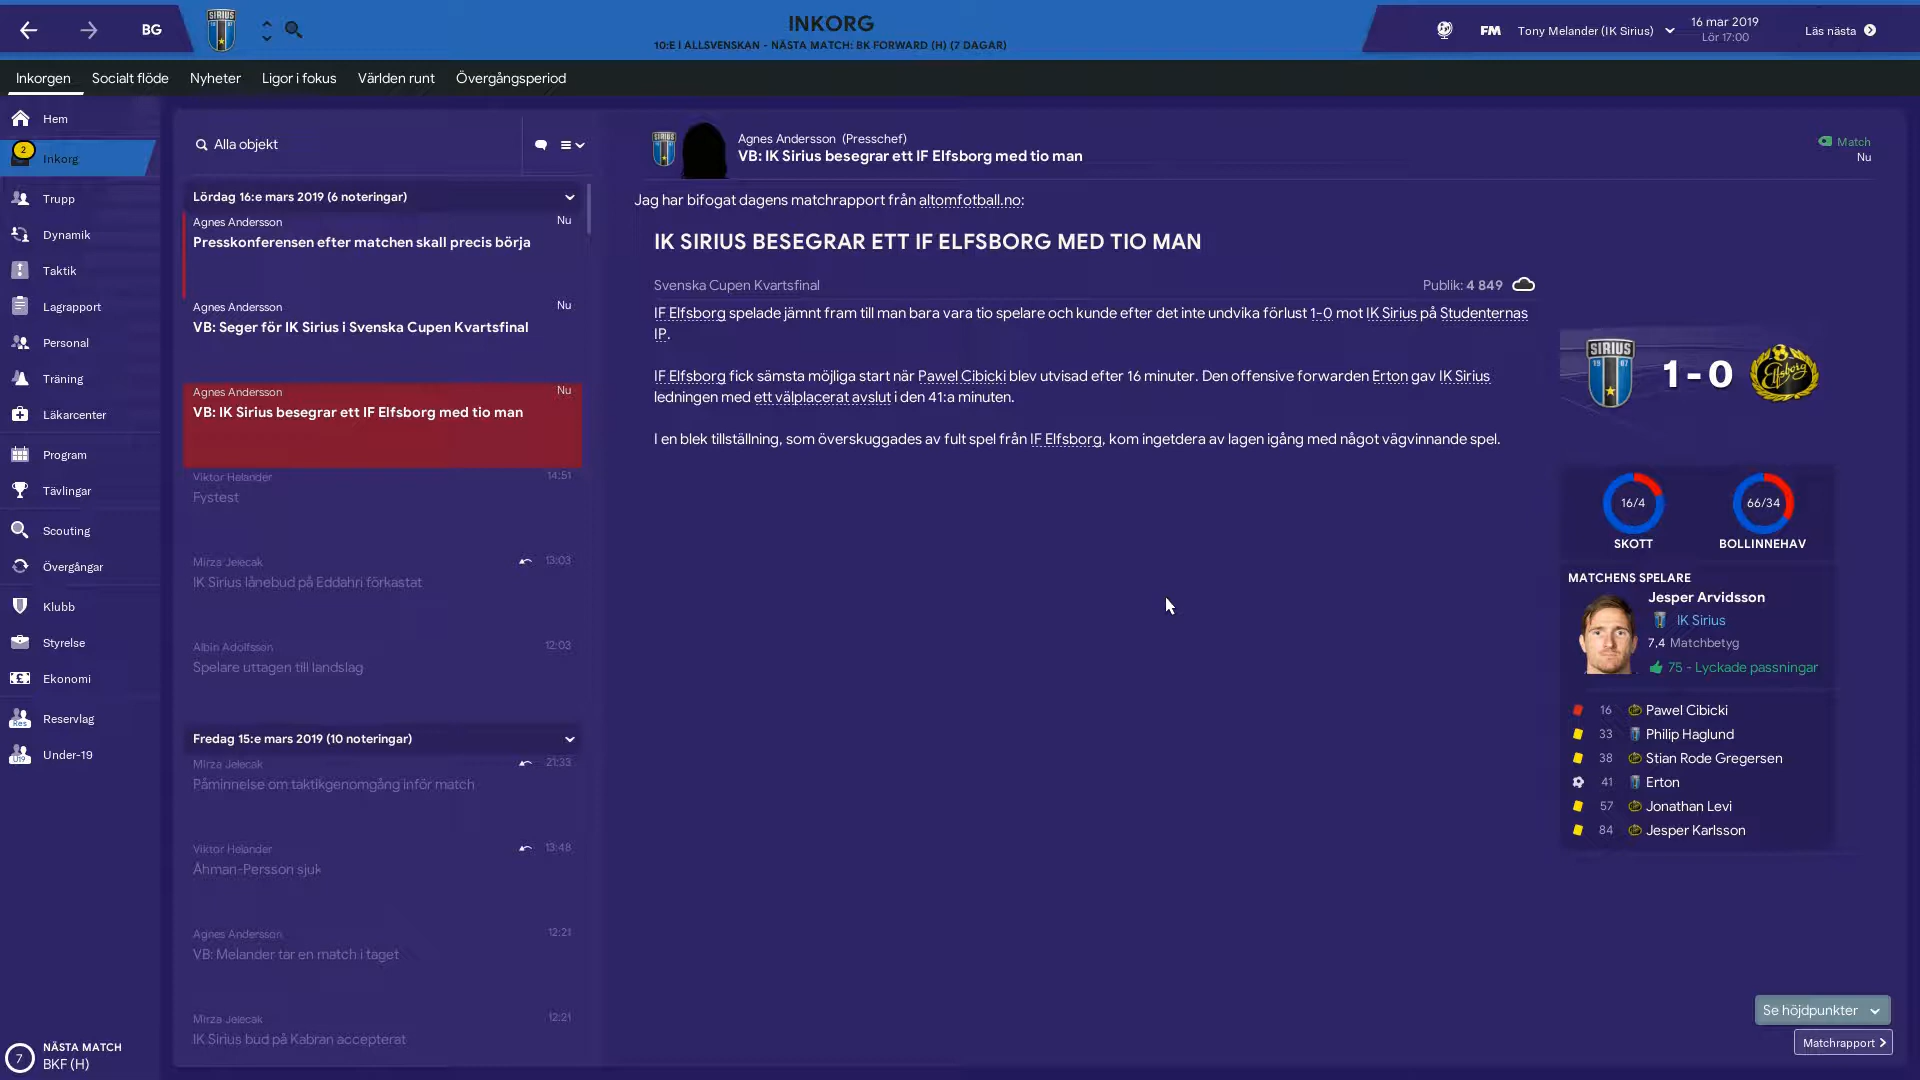 BG
INKORG
10:E I ALLSVENSKAN - NÄSTA MATCH: BK FORWARD (H) (7 DAGAR)
FM
Tony Melander (IK Sirius)
16 mar 2019
Lör 17:00
Läs nästa
Inkorgen
Socialt flöde
Nyheter
Ligor i fokus
Världen runt
Övergångsperiod
Hem
2
Inkorg
Trupp
Dynamik
Taktik
Lagrapport
Personal
Träning
Läkarcenter
Program
Tävlingar
Scouting
Övergångar
Klubb
Styrelse
Ekonomi
Res
Reservlag
U19
Under-19
7
NÄSTA MATCH
BKF (H)
Alla objekt
Lördag 16:e mars 2019 (6 noteringar)
Agnes Andersson Nu
Presskonferensen efter matchen skall precis börja
Agnes Andersson Nu
VB: Seger för IK Sirius i Svenska Cupen Kvartsfinal
Agnes Andersson Nu
VB: IK Sirius besegrar ett IF Elfsborg med tio man
Viktor Helander 14:51
Fystest
Mirza Jelecak 13:03
IK Sirius lånebud på Eddahri förkastat
Albin Adolfsson 12:03
Spelare uttagen till landslag
Fredag 15:e mars 2019 (10 noteringar)
Mirza Jelecak 21:33
Påminnelse om taktikgenomgång inför match
Viktor Helander 13:48
Åhman-Persson sjuk
Agnes Andersson 12:21
VB: Melander tar en match i taget
Mirza Jelecak 12:21
IK Sirius bud på Kabran accepterat
SIRIUS
Agnes Andersson (Presschef)
VB: IK Sirius besegrar ett IF Elfsborg med tio man
Match
Nu
Jag har bifogat dagens matchrapport från altomfotball.no:
IK SIRIUS BESEGRAR ETT IF ELFSBORG MED TIO MAN
Svenska Cupen Kvartsfinal
Publik: 4 849
IF Elfsborg spelade jämnt fram till man bara vara tio spelare och kunde efter det inte undvika förlust 1-0 mot IK Sirius på Studenternas
IP.
IF Elfsborg fick sämsta möjliga start när Pawel Cibicki blev utvisad efter 16 minuter. Den offensive forwarden Erton gav IK Sirius
ledningen med ett välplacerat avslut i den 41:a minuten.
I en blek tillställning, som överskuggades av fult spel från IF Elfsborg, kom ingetdera av lagen igång med något vägvinnande spel.
SIRIUS
19 07
1 - 0
Elfsborg
16/4
SKOTT
66/34
BOLLINNEHAV
MATCHENS SPELARE
Jesper Arvidsson
IK Sirius
7,4 Matchbetyg
75 - Lyckade passningar
16 Pawel Cibicki
33 Philip Haglund
38 Stian Rode Gregersen
41 Erton
57 Jonathan Levi
84 Jesper Karlsson
Se höjdpunkter
Matchrapport